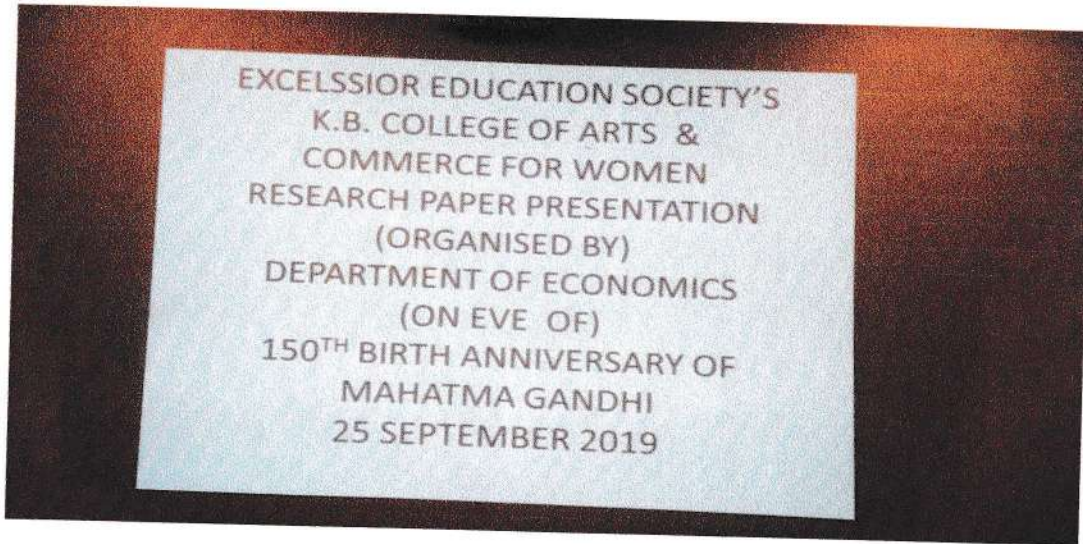 EXCELSSIOR EDUCATION SOCIETY'S
K.B. COLLEGE OF ARTS &
COMMERCE FOR WOMEN
RESEARCH PAPER PRESENTATION
(ORGANISED BY)
DEPARTMENT OF ECONOMICS
(ON EVE OF)
150TH BIRTH ANNIVERSARY OF
MAHATMA GANDHI
25 SEPTEMBER 2019